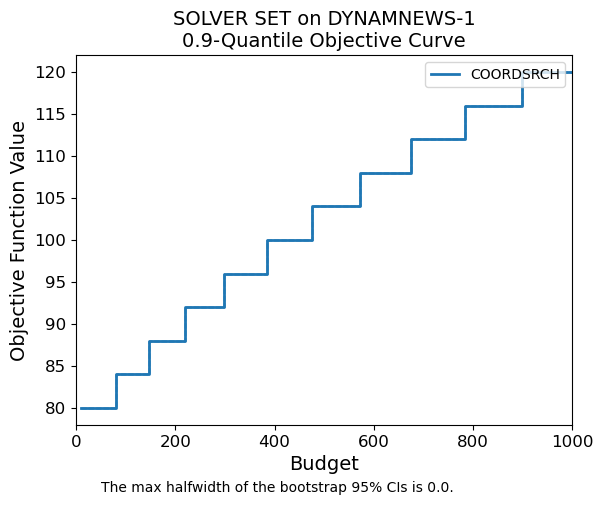 SOLVER SET on DYNAMNEWS-1
0.9-Quantile Objective Curve
COORDSRCH
Objective Function Value
120
115
110
105
100
95
90
85
80
0 200 400 600 800 1000
Budget
The max halfwidth of the bootstrap 95% CIs is 0.0.